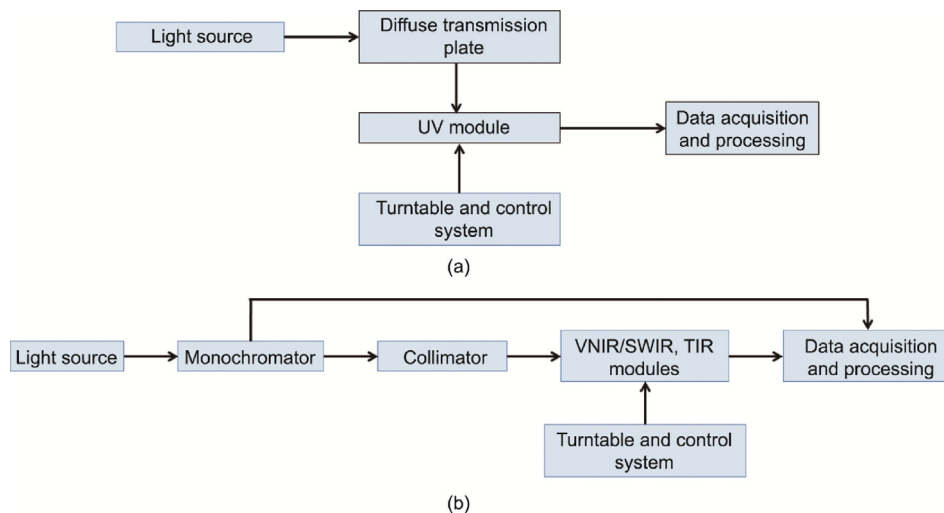 Light source
Diffuse transmission
plate
UV module
Data acquisition
and processing
Turntable and control
system
(a)
Light source
Monochromator
Collimator
VNIR/SWIR, TIR
modules
Data acquisition
and processing
Turntable and control
system
(b)